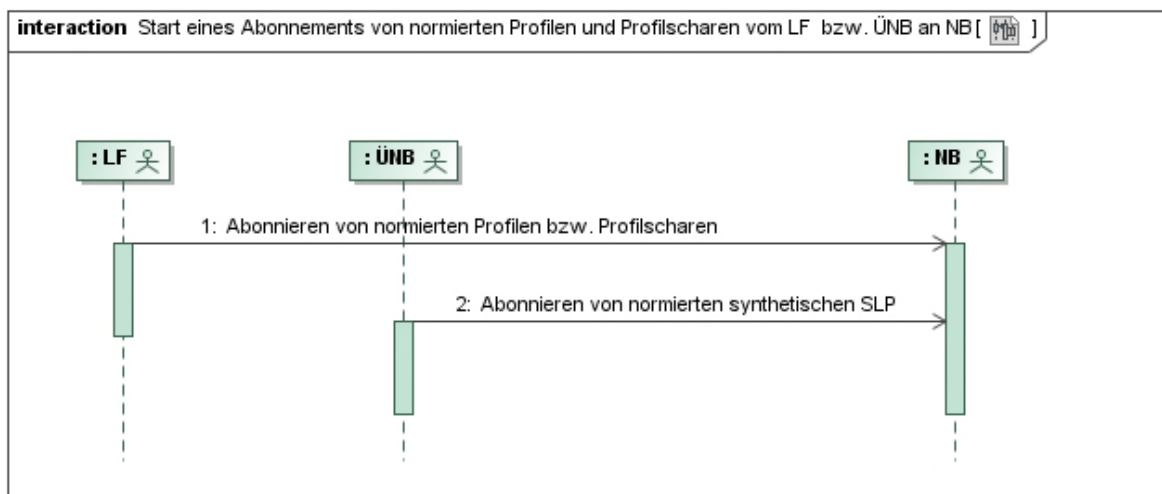 interaction Start eines Abonnements von normierten Profilen und Profilscharen vom LF bzw. ÜNB an NB[ ]
: LF
: ÜNB
: NB
1: Abonnieren von normierten Profilen bzw. Profilscharen
2: Abonnieren von normierten synthetischen SLP